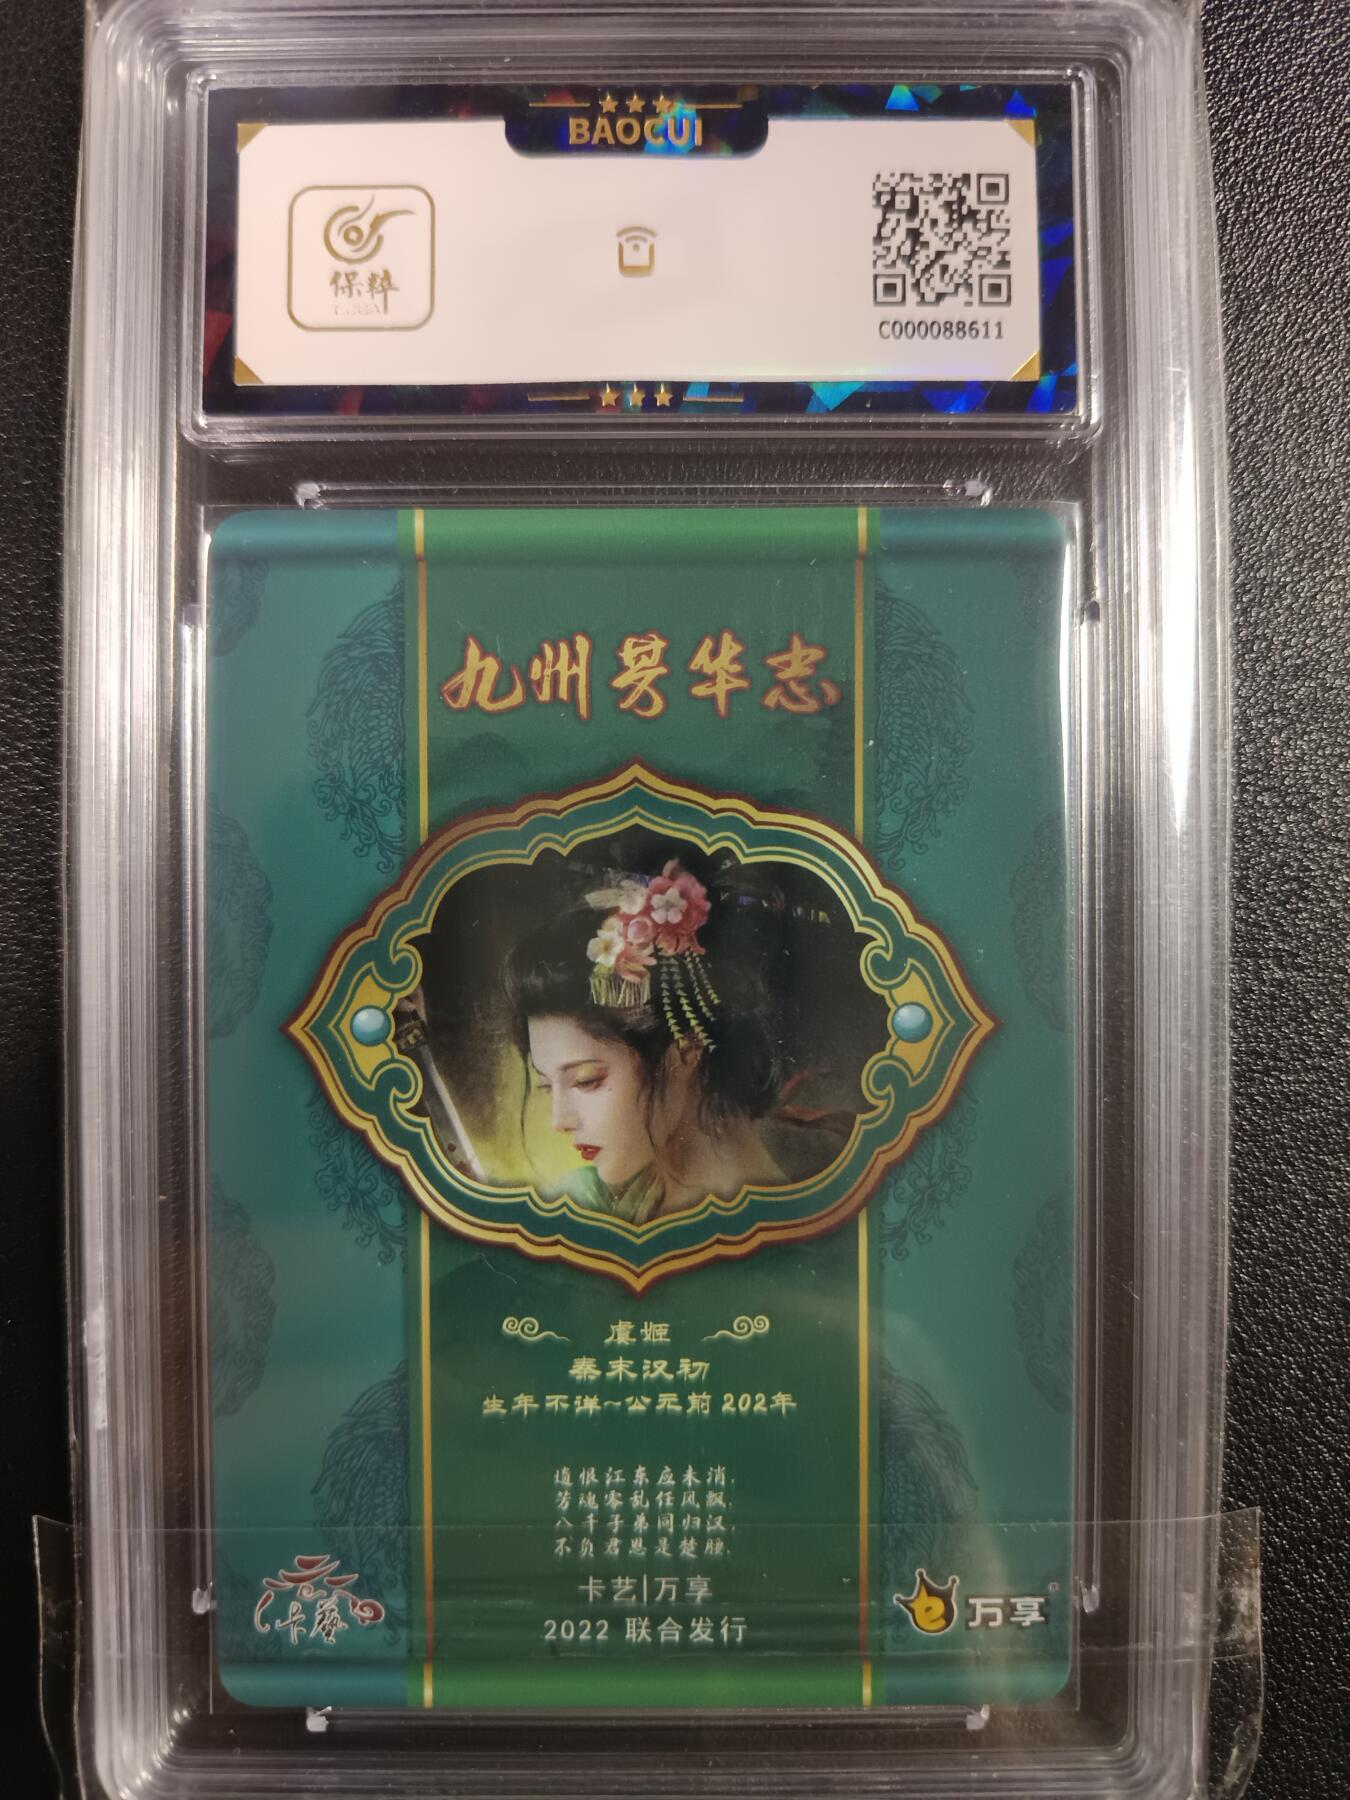 BAOCUI
保粹
C000088611
九州芳华志
虞姬
秦末汉初
生年不详~公元前 202年
遗恨江东应未消,
芳魂零乱任风飘,
八千子弟同归汉,
不负君恩是楚腰.
卡艺|万享
2022 联合发行
卡藝
e万享